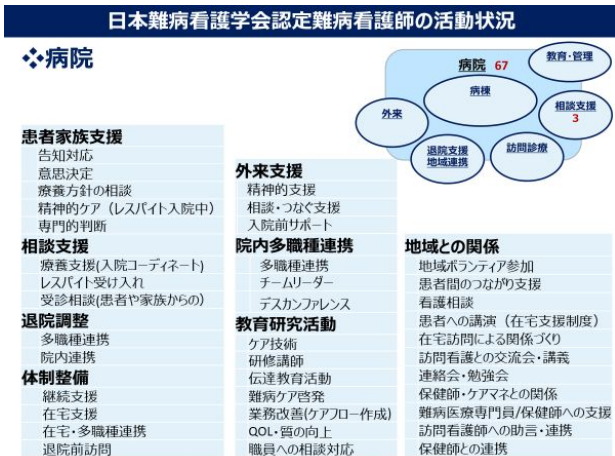 日本難病看護学会認定難病看護師の活動状況
❖病院
病院 67
教育・管理
病棟
外来
相談支援
3
退院支援
地域連携
訪問診療
患者家族支援
告知対応
意思決定
療養方針の相談
精神的ケア（レスパイト入院中）
専門的判断
相談支援
療養支援(入院コーディネート)
レスパイト受け入れ
受診相談(患者や家族からの）
退院調整
多職種連携
院内連携
体制整備
継続支援
在宅支援
在宅・多職種連携
退院前訪問
外来支援
精神的支援
相談・つなぐ支援
入院前サポート
院内多職種連携
多職種連携
チームリーダー
デスカンファレンス
教育研究活動
ケア技術
研修講師
伝達教育活動
難病ケア啓発
業務改善(ケアフロー作成)
QOL・質の向上
職員への相談対応
地域との関係
地域ボランティア参加
患者間のつながり支援
看護相談
患者への講演（在宅支援制度）
在宅訪問による関係づくり
訪問看護との交流会・講義
連絡会・勉強会
保健師・ケアマネとの関係
難病医療専門員/保健師への支援
訪問看護師への助言・連携
保健師との連携